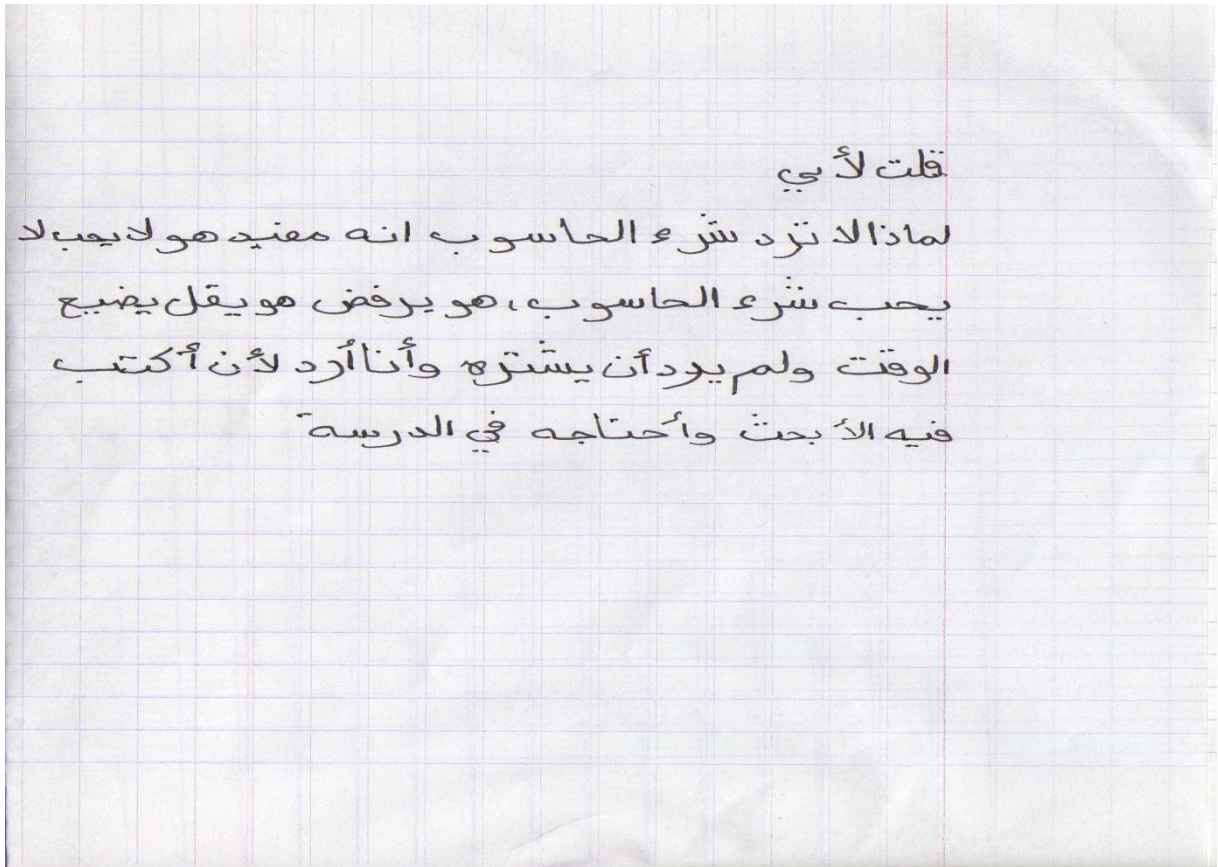 قلت لأبي
لماذا لا ترد شرء الحاسوب انه مفيد هو لا يحب لا
يحب شرء الحاسوب، هو يرفض هو يقل يضيع
الوقت ولم يرد أن يشتره وأنا أرد لأن أكتب
فيه الأبحث وأحتاجه في الدرسة